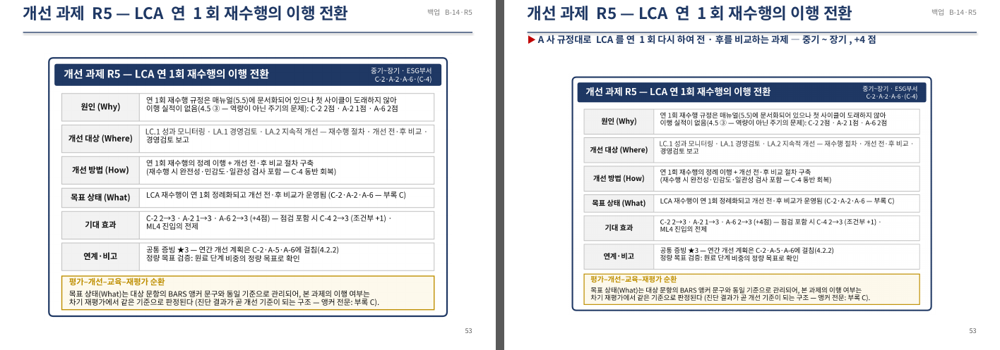 개선 과제 R5 — LCA 연 1회 재수행의 이행 전환
백업 B-14·R5
개선 과제 R5 — LCA 연 1회 재수행의 이행 전환
중기~장기 · ESG부서
C-2·A-2·A-6·(C-4)
원인 (Why)
연 1회 재수행 규정은 매뉴얼(5.5)에 문서화되어 있으나 첫 사이클이 도래하지 않아
이행 실적이 없음(4.5 ③ — 역량이 아닌 주기의 문제): C-2 2점 · A-2 1점 · A-6 2점
개선 대상 (Where)
LC.1 성과 모니터링 · LA.1 경영검토 · LA.2 지속적 개선 — 재수행 절차 · 개선 전·후 비교 ·
경영검토 보고
개선 방법 (How)
연 1회 재수행의 정례 이행 + 개선 전·후 비교 절차 구축
(재수행 시 완전성·민감도·일관성 검사 포함 — C-4 동반 회복)
목표 상태 (What)
LCA 재수행이 연 1회 정례화되고 개선 전·후 비교가 운영됨 (C-2·A-2·A-6 — 부록 C)
기대 효과
C-2 2→3 · A-2 1→3 · A-6 2→3 (+4점) — 점검 포함 시 C-4 2→3 (조건부 +1) ·
ML4 진입의 전제
연계·비고
공통 증빙 ★3 — 연간 개선 계획은 C-2·A-5·A-6에 걸침(4.2.2)
정량 목표 검증: 원료 단계 비중의 정량 목표로 확인
평가–개선–교육–재평가 순환
목표 상태(What)는 대상 문항의 BARS 앵커 문구와 동일 기준으로 관리되어, 본 과제의 이행 여부는
차기 재평가에서 같은 기준으로 판정된다 (진단 결과가 곧 개선 기준이 되는 구조 — 앵커 전문: 부록 C).
53
개선 과제 R5 — LCA 연 1회 재수행의 이행 전환
백업 B-14·R5
▶ A 사 규정대로 LCA 를 연 1 회 다시 하여 전 · 후를 비교하는 과제 — 중기 ~ 장기 , +4 점
개선 과제 R5 — LCA 연 1회 재수행의 이행 전환
중기~장기 · ESG부서
C-2·A-2·A-6·(C-4)
원인 (Why)
연 1회 재수행 규정은 매뉴얼(5.5)에 문서화되어 있으나 첫 사이클이 도래하지 않아
이행 실적이 없음(4.5 ③ — 역량이 아닌 주기의 문제): C-2 2점 · A-2 1점 · A-6 2점
개선 대상 (Where)
LC.1 성과 모니터링 · LA.1 경영검토 · LA.2 지속적 개선 — 재수행 절차 · 개선 전·후 비교 ·
경영검토 보고
개선 방법 (How)
연 1회 재수행의 정례 이행 + 개선 전·후 비교 절차 구축
(재수행 시 완전성·민감도·일관성 검사 포함 — C-4 동반 회복)
목표 상태 (What)
LCA 재수행이 연 1회 정례화되고 개선 전·후 비교가 운영됨 (C-2·A-2·A-6 — 부록 C)
기대 효과
C-2 2→3 · A-2 1→3 · A-6 2→3 (+4점) — 점검 포함 시 C-4 2→3 (조건부 +1) ·
ML4 진입의 전제
연계·비고
공통 증빙 ★3 — 연간 개선 계획은 C-2·A-5·A-6에 걸침(4.2.2)
정량 목표 검증: 원료 단계 비중의 정량 목표로 확인
평가–개선–교육–재평가 순환
목표 상태(What)는 대상 문항의 BARS 앵커 문구와 동일 기준으로 관리되어, 본 과제의 이행 여부는
차기 재평가에서 같은 기준으로 판정된다 (진단 결과가 곧 개선 기준이 되는 구조 — 앵커 전문: 부록 C).
53